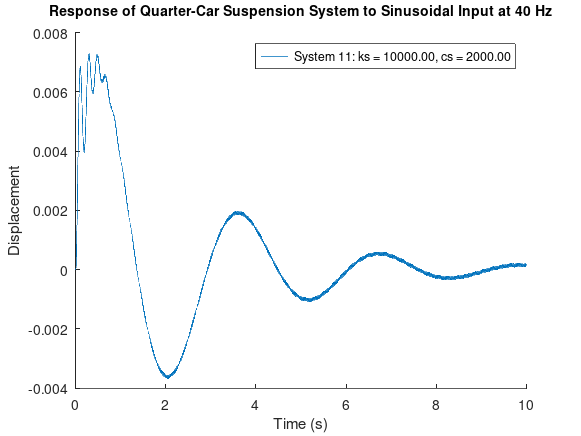 Response of Quarter-Car Suspension System to Sinusoidal Input at 40 Hz
System 11: ks = 10000.00, cs = 2000.00
0.008
0.006
0.004
0.002
0
-0.002
-0.004
Displacement
0 2 4 6 8 10
Time (s)